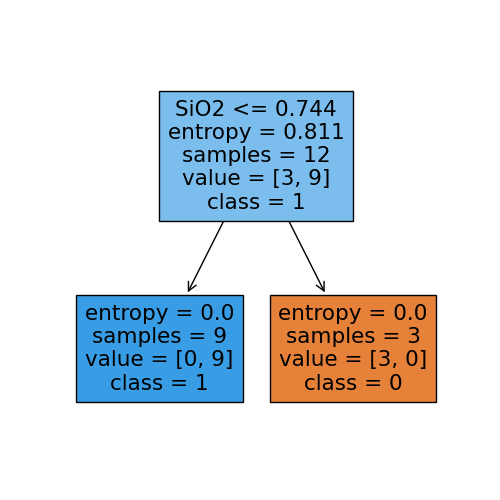 SiO2 <= 0.744
entropy = 0.811
samples = 12
value = [3, 9]
class = 1
entropy = 0.0
samples = 9
value = [0, 9]
class = 1
entropy = 0.0
samples = 3
value = [3, 0]
class = 0